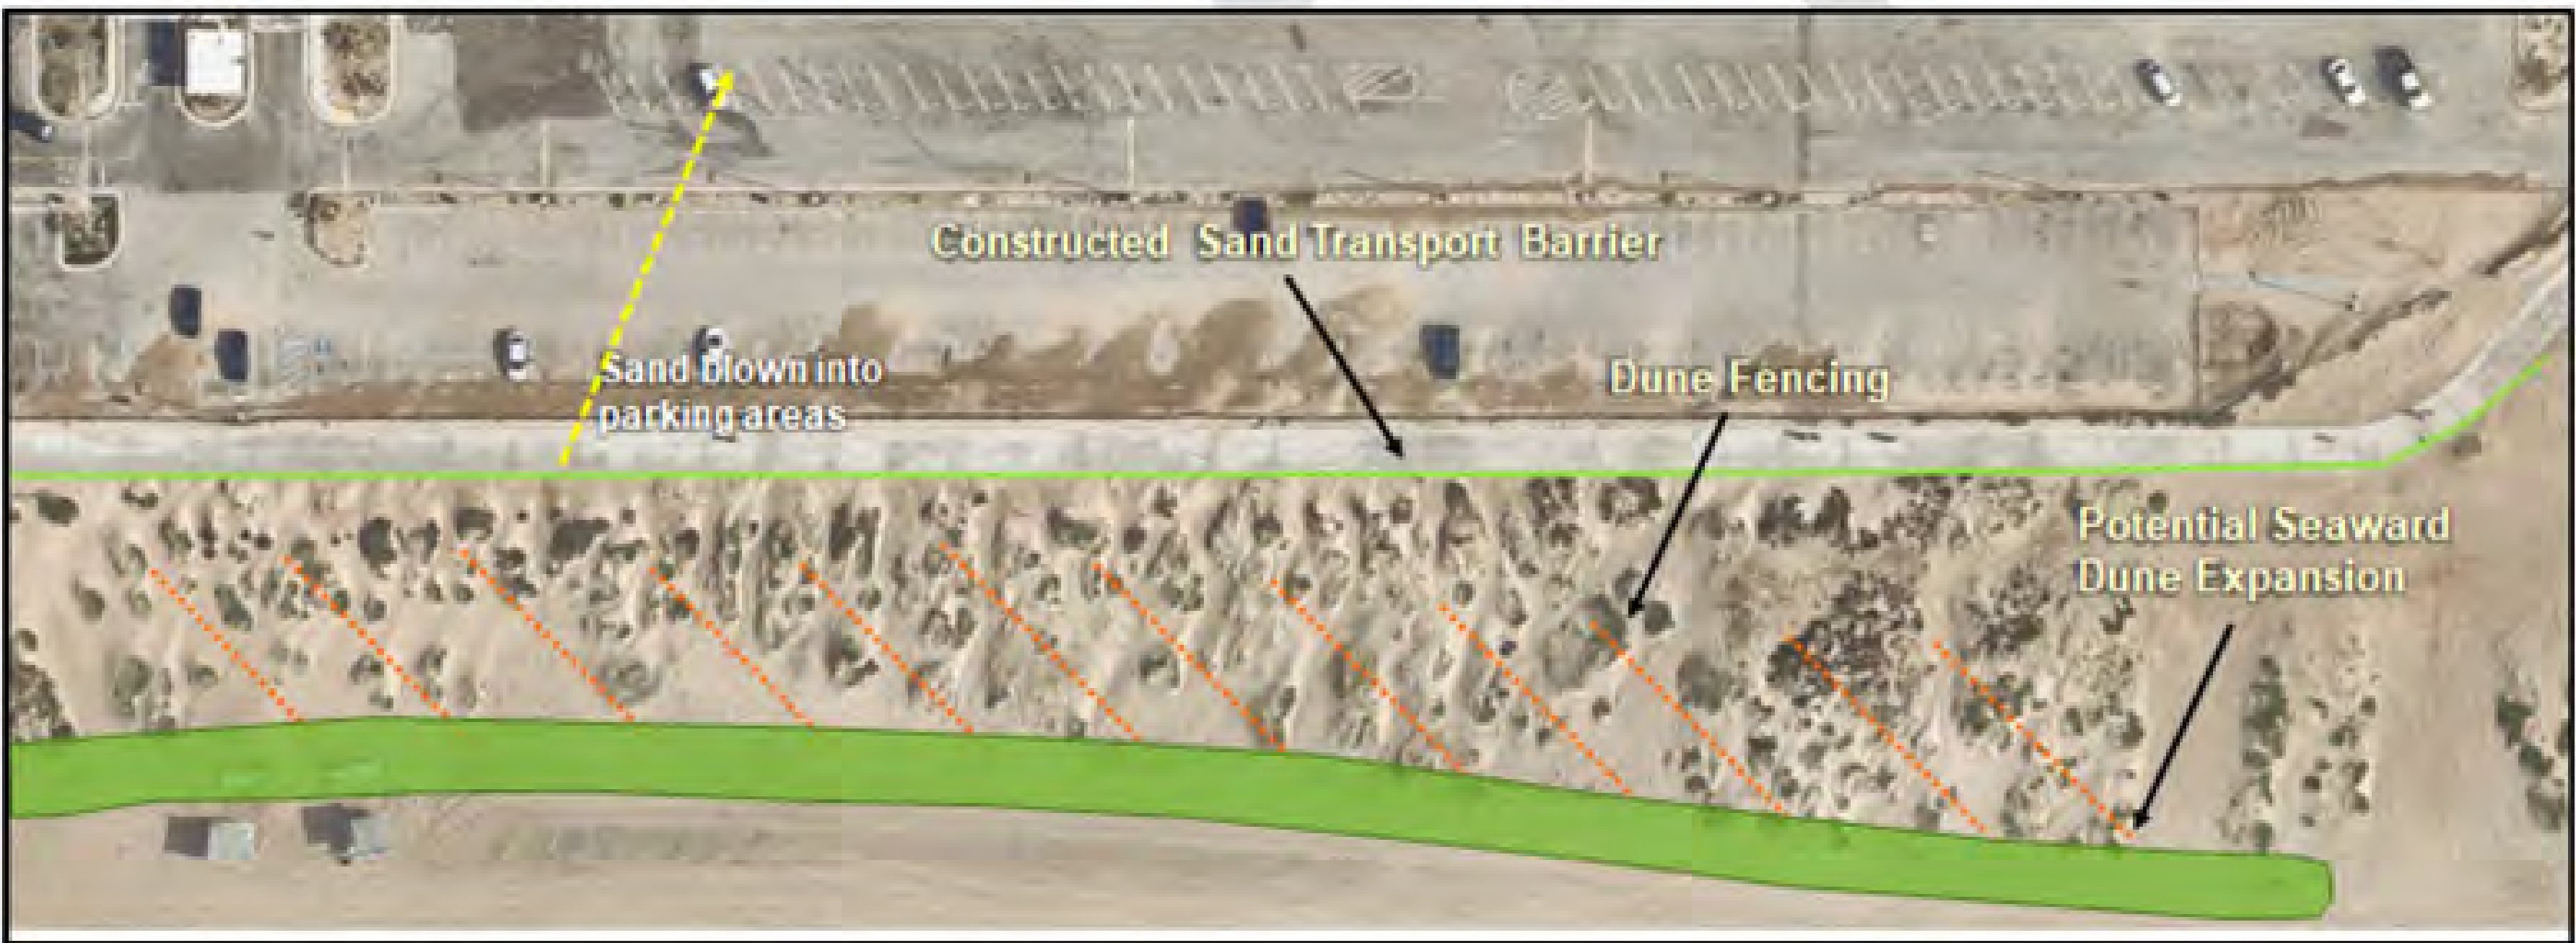 Constructed Sand Transport Barrier
Sand blown into
parking areas
Dune Fencing
Potential Seaward
Dune Expansion